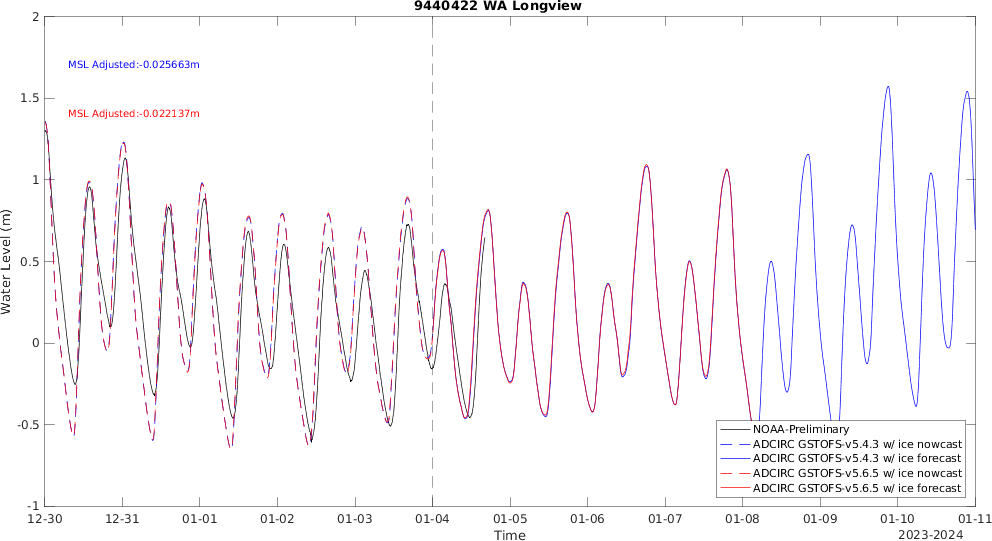 9440422 WA Longview
2
1.5
1
0.5
0
-0.5
-1
Water Level (m)
MSL Adjusted:-0.025663m
MSL Adjusted:-0.022137m
NOAA-Preliminary
ADCIRC GSTOFS-v5.4.3 w/ ice nowcast
ADCIRC GSTOFS-v5.4.3 w/ ice forecast
ADCIRC GSTOFS-v5.6.5 w/ ice nowcast
ADCIRC GSTOFS-v5.6.5 w/ ice forecast
12-30 12-31 01-01 01-02 01-03 01-04 01-05 01-06 01-07 01-08 01-09 01-10 01-11
Time
2023-2024